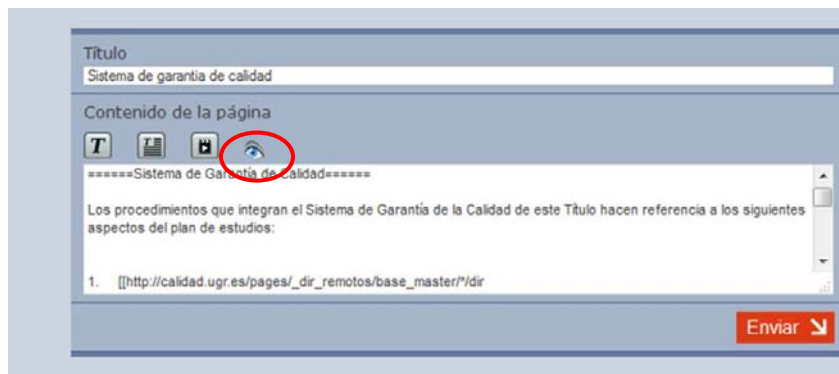 Título
Sistema de garantia de calidad
Contenido de la página
======Sistema de Garantía de Calidad======
Los procedimientos que integran el Sistema de Garantía de la Calidad de este Título hacen referencia a los siguientes
aspectos del plan de estudios:
1. [[http://calidad.ugr.es/pages/_dir_remotos/base_master/*/dir
Enviar